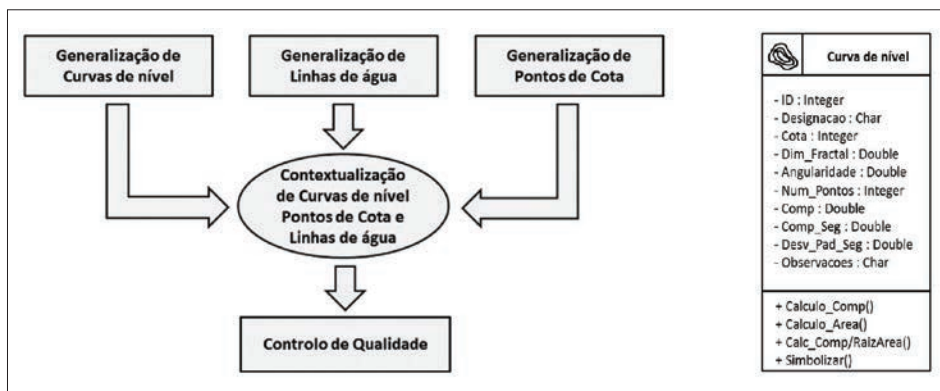 Generalização de
Curvas de nível
Generalização de
Linhas de água
Generalização de
Pontos de Cota
Contextualização
de Curvas de nível
Pontos de Cota e
Linhas de água
Controlo de Qualidade
Curva de nível
- ID : Integer
- Designacao : Char
- Cota : Integer
- Dim_Fractal : Double
- Angularidade : Double
- Num_Pontos : Integer
- Comp : Double
- Comp_Seg : Double
- Desv_Pad_Seg : Double
- Observacoes : Char
+ Calculo_Comp()
+ Calculo_Area()
+ Calc_Comp/RaizArea()
+ Simbolizar()